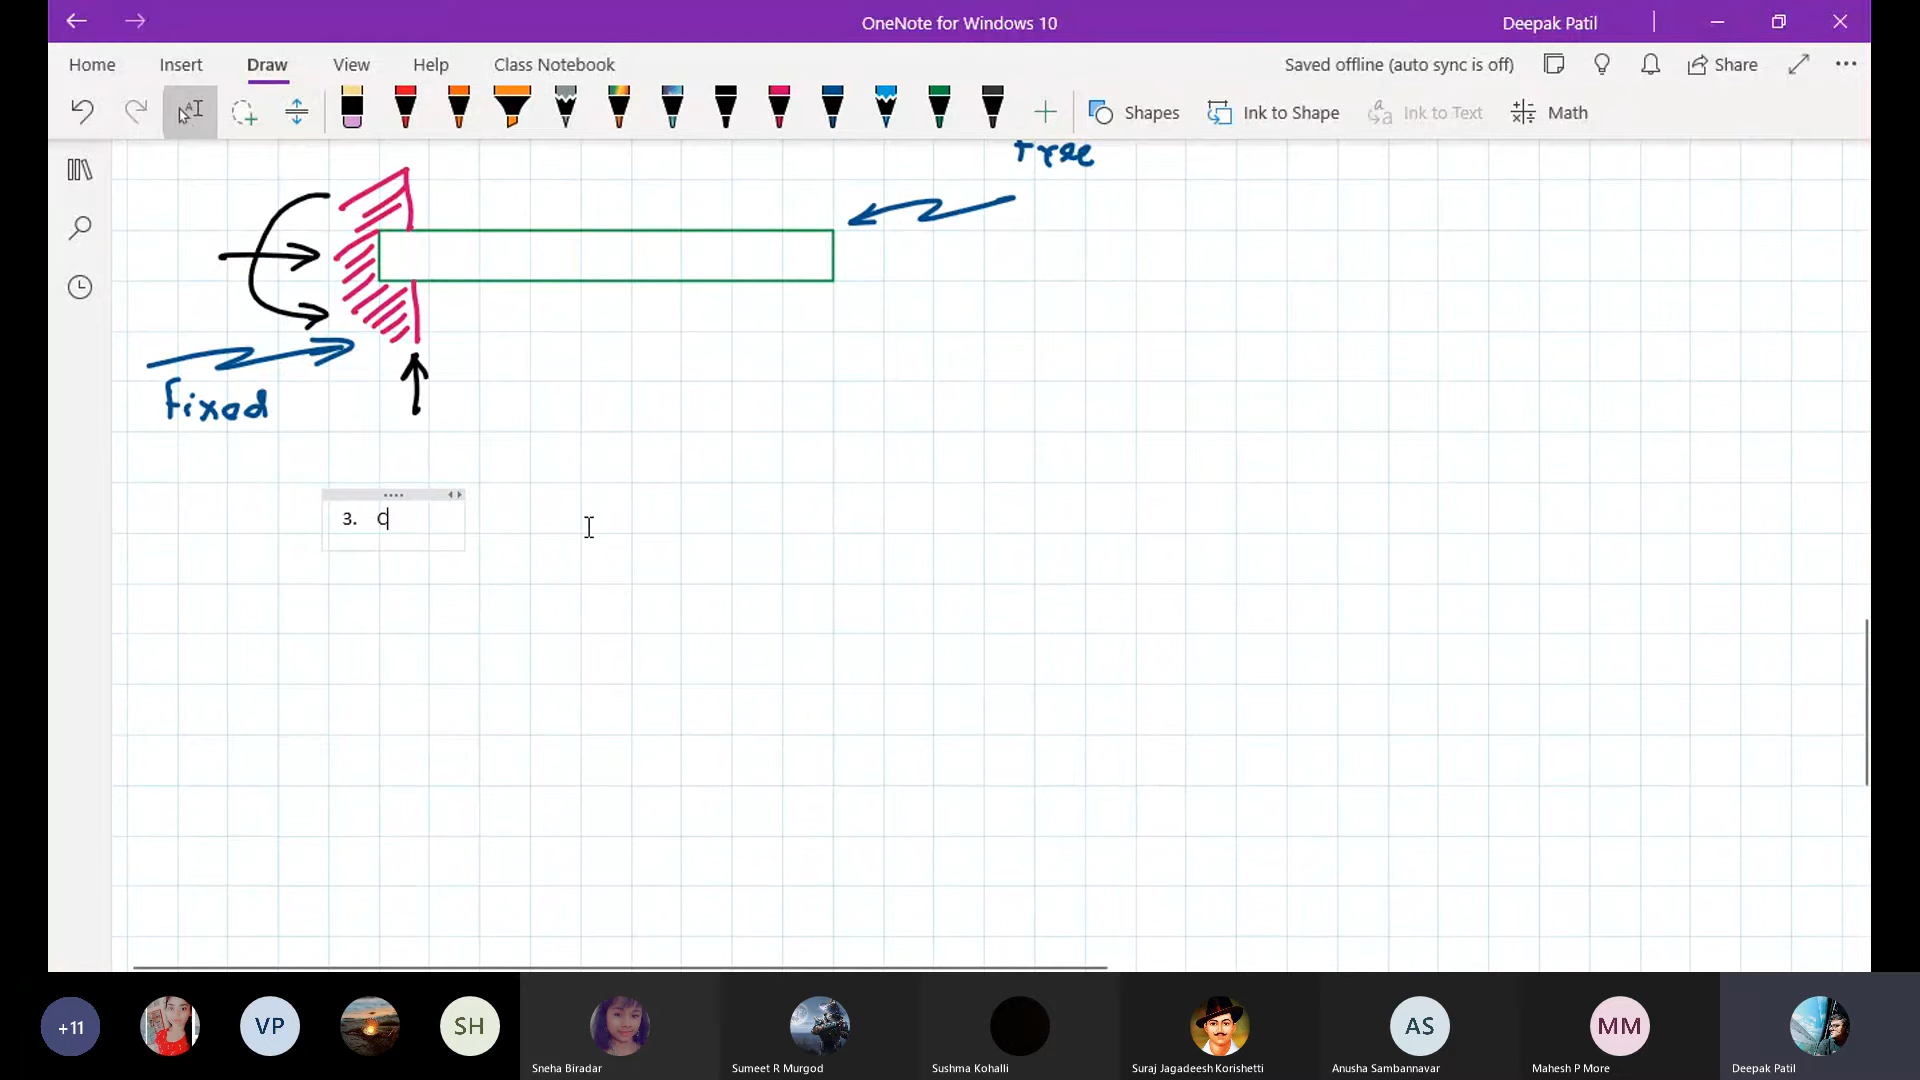 OneNote for Windows 10
Deepak Patil
Home
Insert
Draw
View
Help
Class Notebook
Saved offline (auto sync is off)
Share
Shapes
Ink to Shape
Ink to Text
Math
Free
Fixed
3. C
+11
VP
SH
AS
MM
Sneha Biradar
Sumeet R Murgod
Sushma Kohalli
Suraj Jagadeesh Korishetti
Anusha Sambannavar
Mahesh P More
Deepak Patil